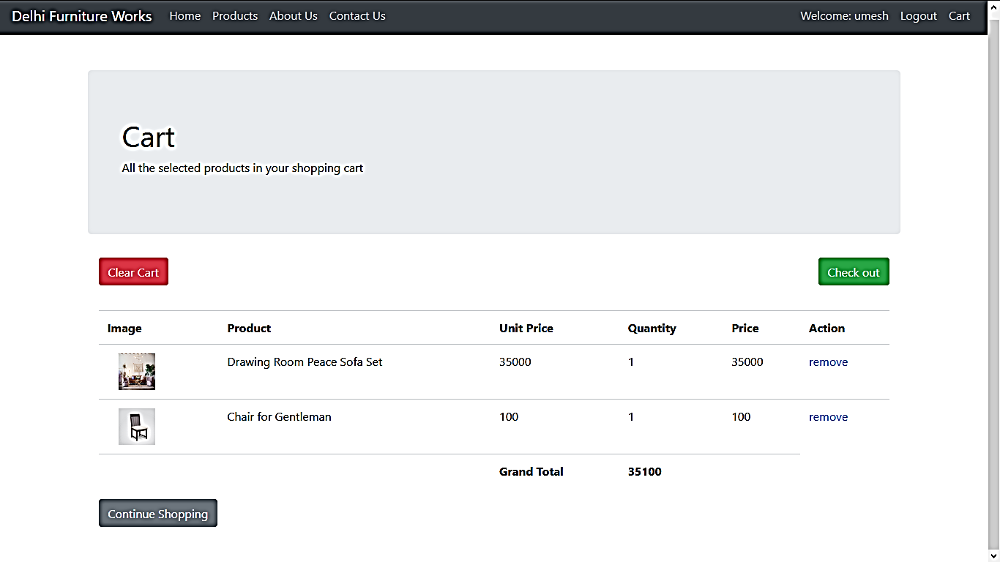 Delhi Furniture Works Home Products About Us Contact Us Welcome: umesh Logout Cart
Cart
All the selected products in your shopping cart
Clear Cart Check out
Image Product Unit Price Quantity Price Action
Drawing Room Peace Sofa Set 35000 1 35000 remove
Chair for Gentleman 100 1 100 remove
Grand Total 35100
Continue Shopping